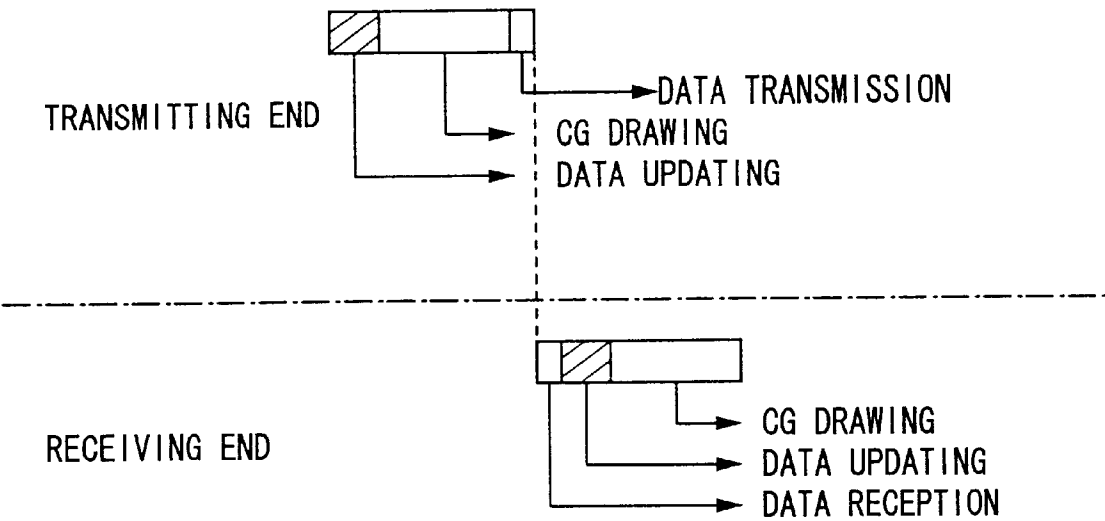 DATA TRANSMISSION
TRANSMITTING END
CG DRAWING
DATA UPDATING
CG DRAWING
RECEIVING END
DATA UPDATING
DATA RECEPTION